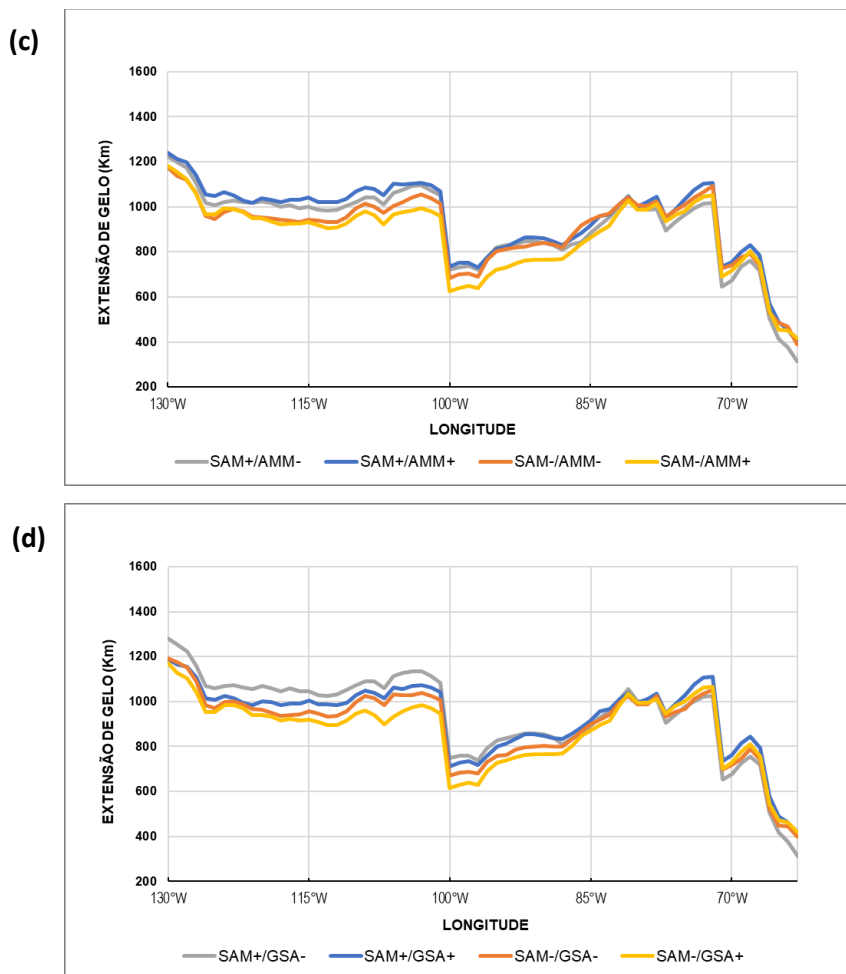 (c)
1600
1400
1200
1000
800
600
400
200
EXTENSÃO DE GELO (Km)
130°W 115°W 100°W 85°W 70°W
LONGITUDE
SAM+/AMM- SAM+/AMM+ SAM-/AMM- SAM-/AMM+
(d)
1600
1400
1200
1000
800
600
400
200
EXTENSÃO DE GELO (Km)
130°W 115°W 100°W 85°W 70°W
LONGITUDE
SAM+/GSA- SAM+/GSA+ SAM-/GSA- SAM-/GSA+